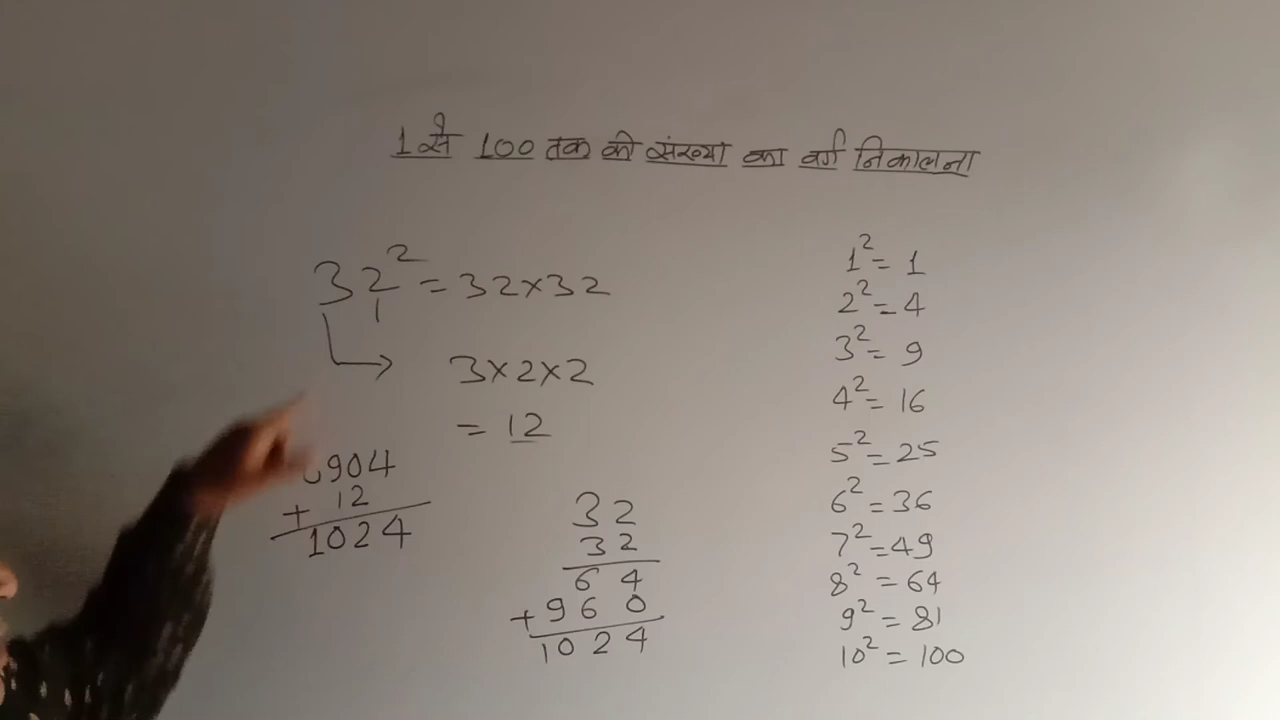 1 से 100 तक की संख्या का वर्ग निकालना
32² = 32×32
1
3×2×2
= 12
0904
+ 12
1024
32
32
64
+ 960
1024
1² = 1
2² = 4
3² = 9
4² = 16
5² = 25
6² = 36
7² = 49
8² = 64
9² = 81
10² = 100